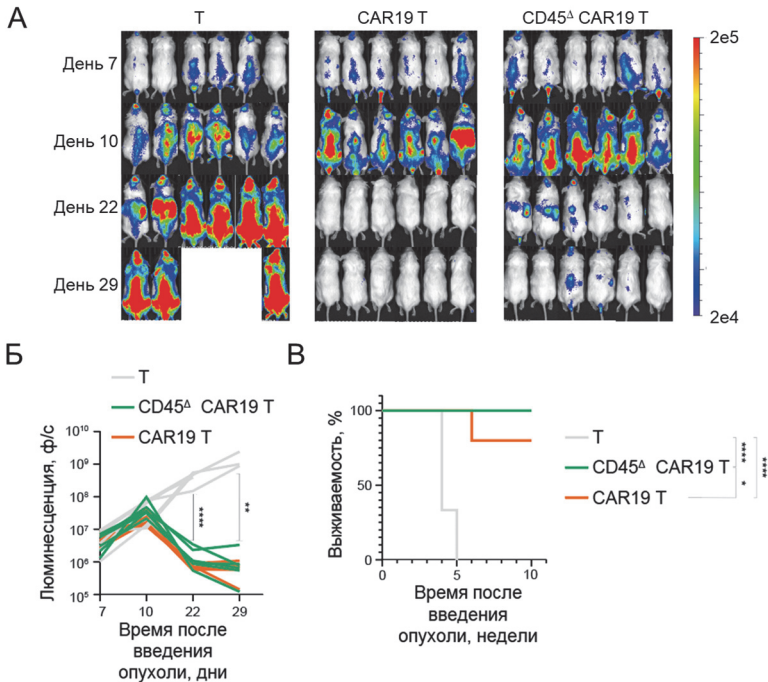 А
T
CAR19 T
CD45Δ CAR19 T
День 7
День 10
День 22
День 29
2e5
2e4
Б
T
CD45Δ CAR19 T
CAR19 T
Люминесценция, ф/с
10¹⁰
10⁹
10⁸
10⁷
10⁶
10⁵
****
**
7
10
22
29
Время после
введения
опухоли, дни
В
Выживаемость, %
100
50
0
0
5
10
Время после
введения
опухоли, недели
T
CD45Δ CAR19 T
CAR19 T
****
*
****